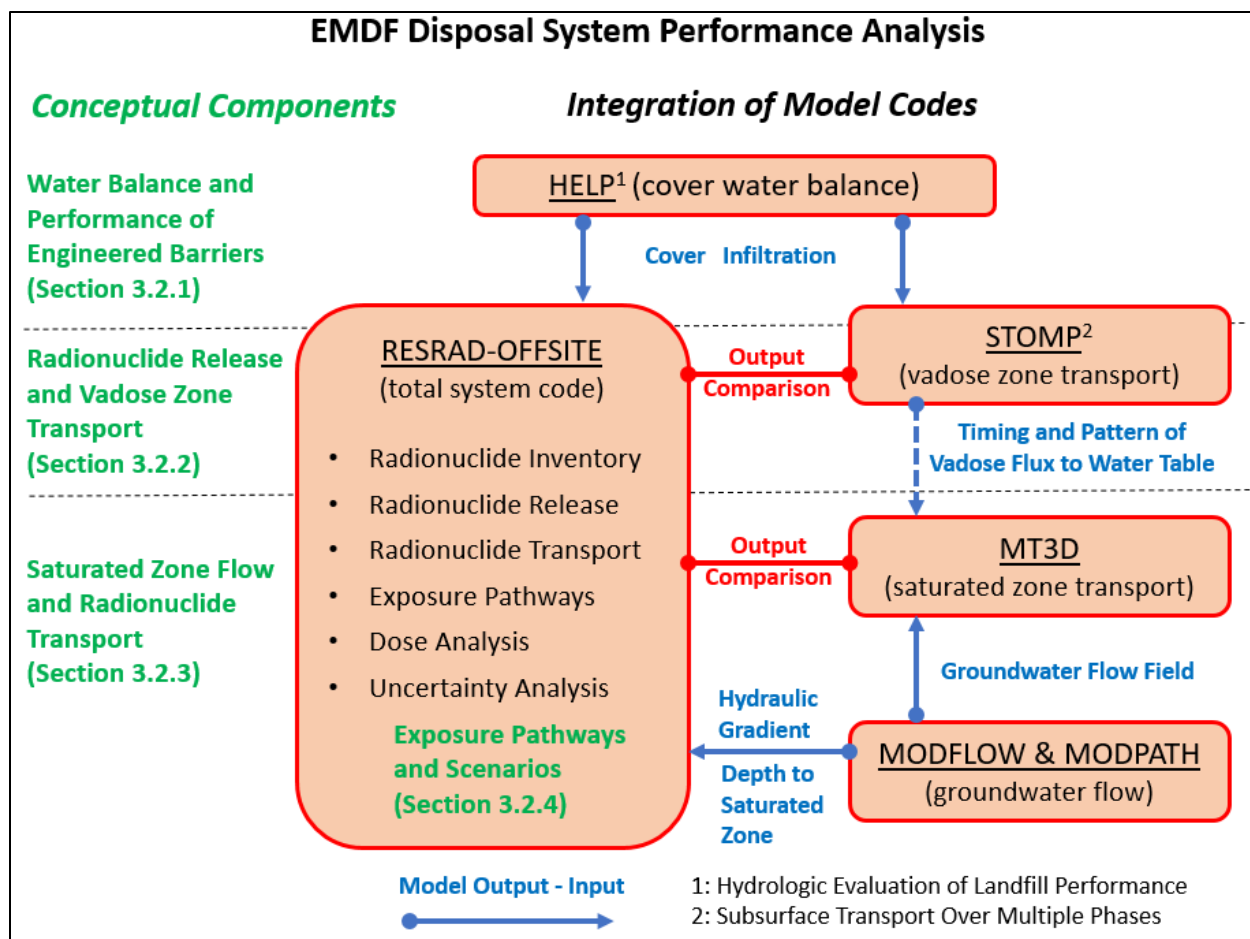 EMDF Disposal System Performance Analysis
Conceptual Components
Integration of Model Codes
Water Balance and
Performance of
Engineered Barriers
(Section 3.2.1)
HELP1 (cover water balance)
Cover Infiltration
Radionuclide Release
and Vadose Zone
Transport
(Section 3.2.2)
RESRAD-OFFSITE
(total system code)
• Radionuclide Inventory
• Radionuclide Release
• Radionuclide Transport
• Exposure Pathways
• Dose Analysis
• Uncertainty Analysis
Exposure Pathways
and Scenarios
(Section 3.2.4)
Output
Comparison
STOMP2
(vadose zone transport)
Timing and Pattern of
Vadose Flux to Water Table
Saturated Zone Flow
and Radionuclide
Transport
(Section 3.2.3)
Output
Comparison
MT3D
(saturated zone transport)
Groundwater Flow Field
Hydraulic
Gradient
Depth to
Saturated
Zone
MODFLOW & MODPATH
(groundwater flow)
Model Output - Input
1: Hydrologic Evaluation of Landfill Performance
2: Subsurface Transport Over Multiple Phases